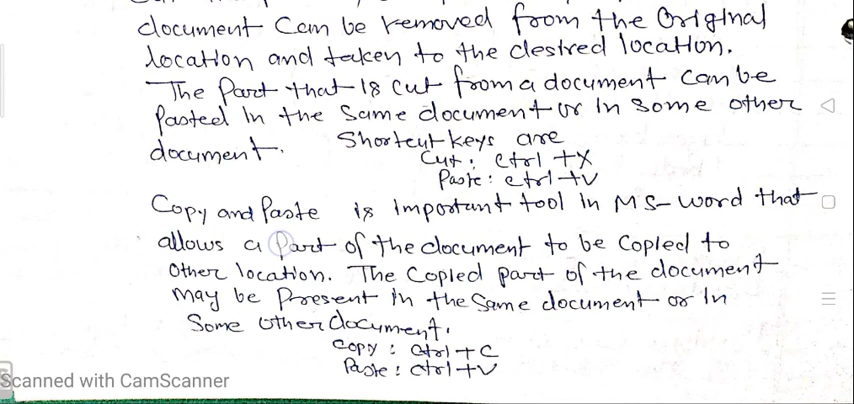 document can be removed from the original
location and taken to the desired location.
The Part that is cut from a document can be
Pasted in the same document or in some other
document. Shortcut keys are
Cut : ctrl + X
Paste : ctrl + V
Copy and Paste is important tool in MS-word that
allows a Part of the document to be copied to
other location. The copied part of the document
may be Present in the same document or in
Some other document.
copy : ctrl + C
Paste : ctrl + V
Scanned with CamScanner